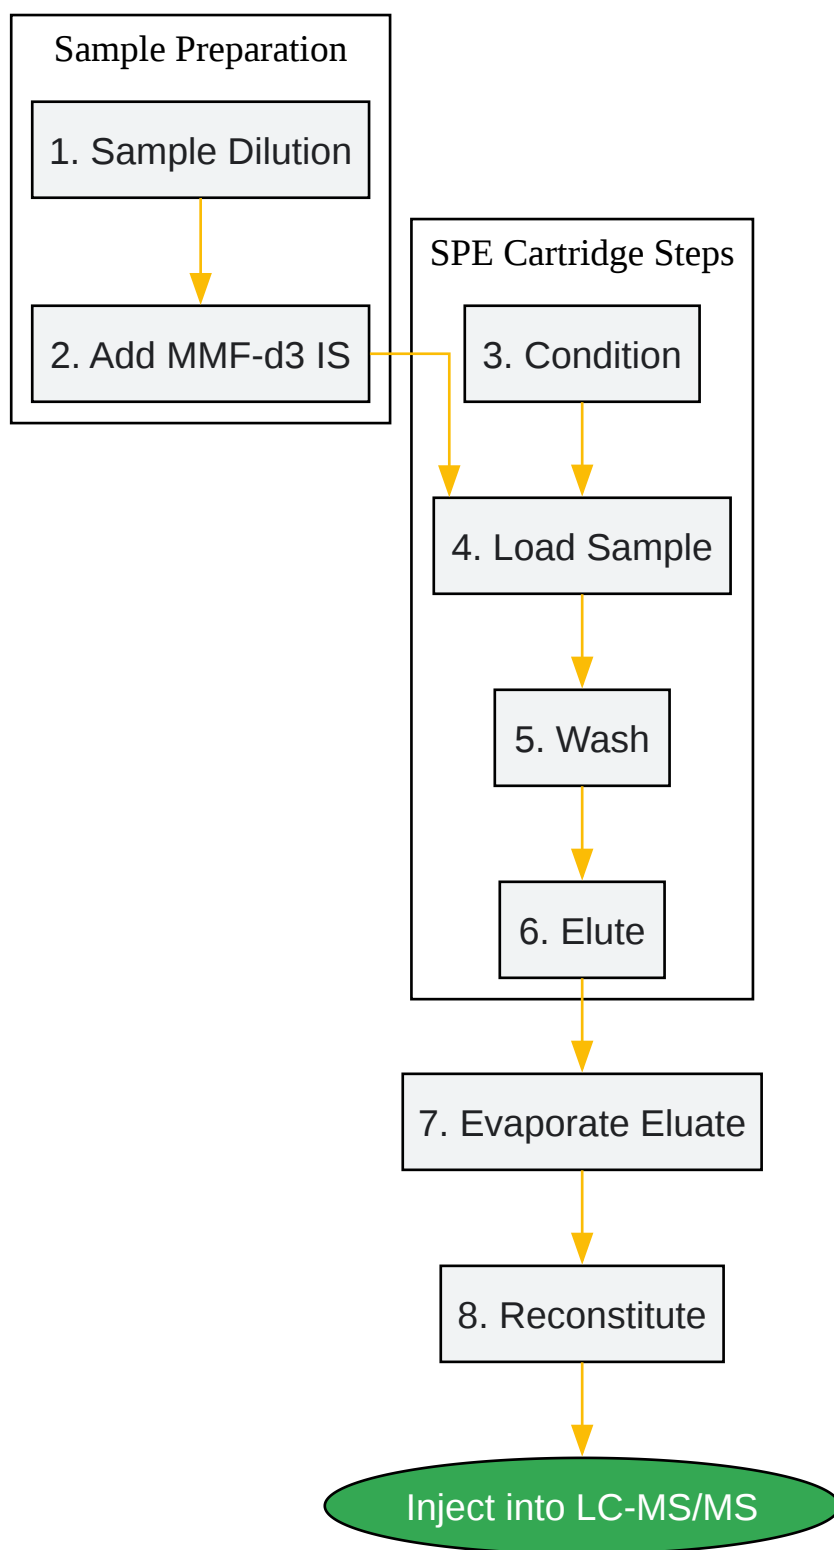 Sample Preparation
1. Sample Dilution
2. Add MMF-d3 IS
SPE Cartridge Steps
3. Condition
4. Load Sample
5. Wash
6. Elute
7. Evaporate Eluate
8. Reconstitute
Inject into LC-MS/MS